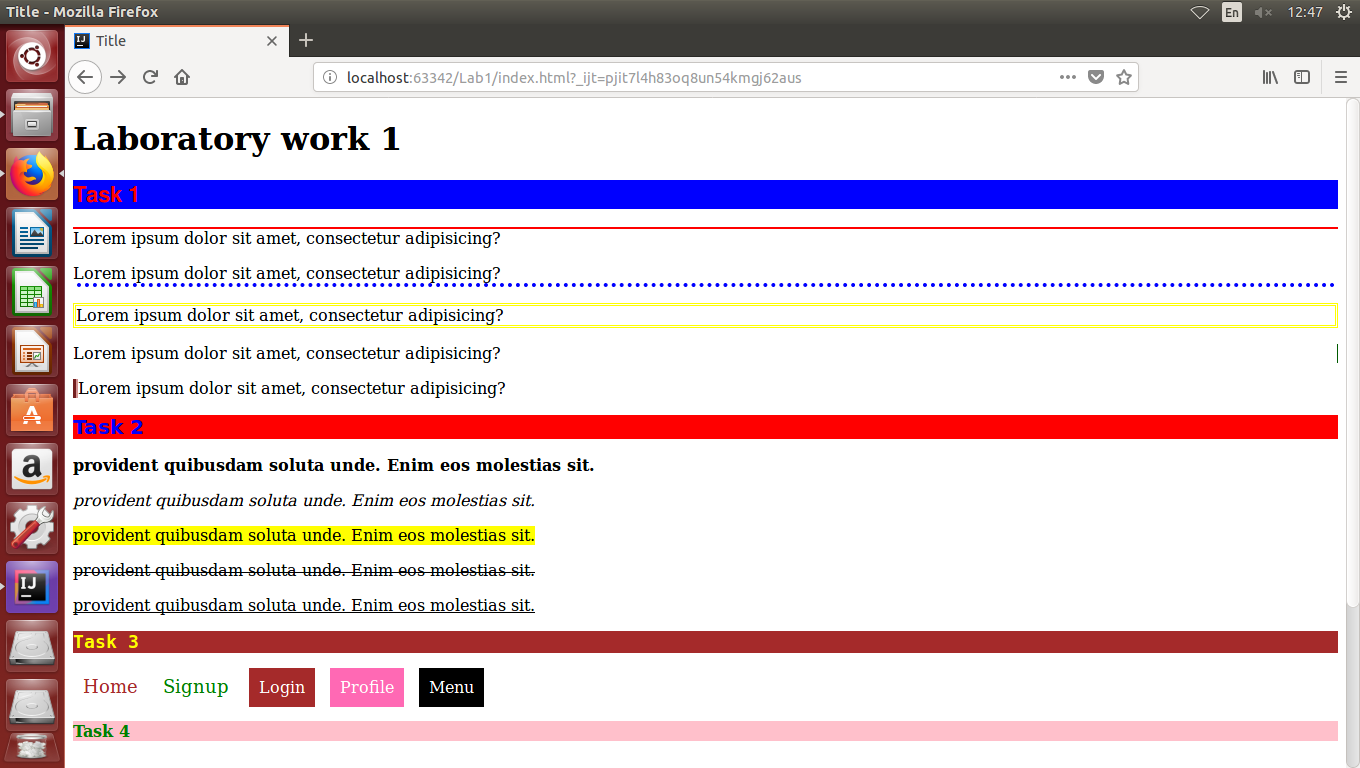 Title - Mozilla Firefox
En
12:47
IJ Title
localhost:63342/Lab1/index.html?_ijt=pjit7l4h83oq8un54kmgj62aus
Laboratory work 1
Task 1
Lorem ipsum dolor sit amet, consectetur adipisicing?
Lorem ipsum dolor sit amet, consectetur adipisicing?
Lorem ipsum dolor sit amet, consectetur adipisicing?
Lorem ipsum dolor sit amet, consectetur adipisicing?
Lorem ipsum dolor sit amet, consectetur adipisicing?
Task 2
provident quibusdam soluta unde. Enim eos molestias sit.
provident quibusdam soluta unde. Enim eos molestias sit.
provident quibusdam soluta unde. Enim eos molestias sit.
provident quibusdam soluta unde. Enim eos molestias sit.
provident quibusdam soluta unde. Enim eos molestias sit.
IJ
Task 3
Home Signup Login Profile Menu
Task 4